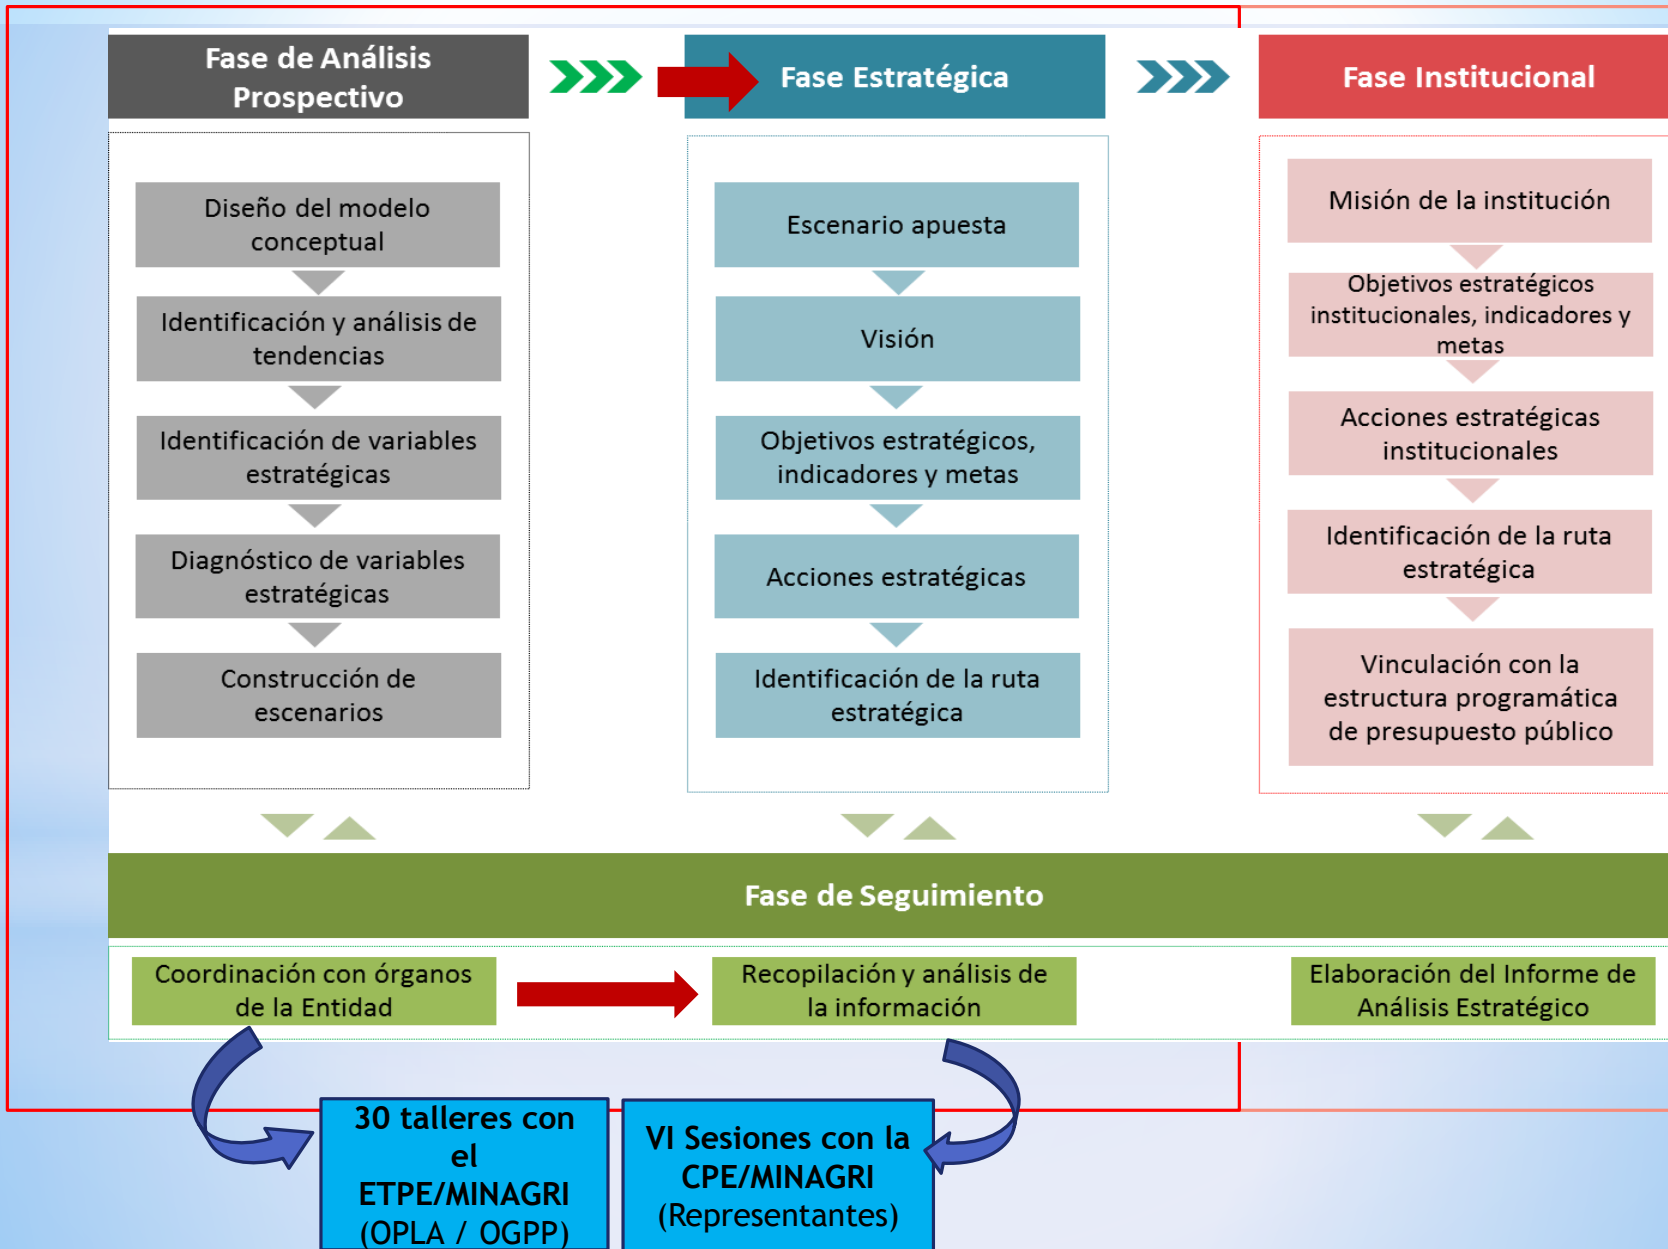 Fase de Análisis
Prospectivo
Fase Estratégica
Fase Institucional
Diseño del modelo
conceptual
Identificación y análisis de
tendencias
Identificación de variables
estratégicas
Diagnóstico de variables
estratégicas
Construcción de
escenarios
Escenario apuesta
Visión
Objetivos estratégicos,
indicadores y metas
Acciones estratégicas
Identificación de la ruta
estratégica
Misión de la institución
Objetivos estratégicos
institucionales, indicadores y
metas
Acciones estratégicas
institucionales
Identificación de la ruta
estratégica
Vinculación con la
estructura programática
de presupuesto público
Fase de Seguimiento
Coordinación con órganos
de la Entidad
Recopilación y análisis de
la información
Elaboración del Informe de
Análisis Estratégico
30 talleres con
el
ETPE/MINAGRI
(OPLA / OGPP)
VI Sesiones con la
CPE/MINAGRI
(Representantes)